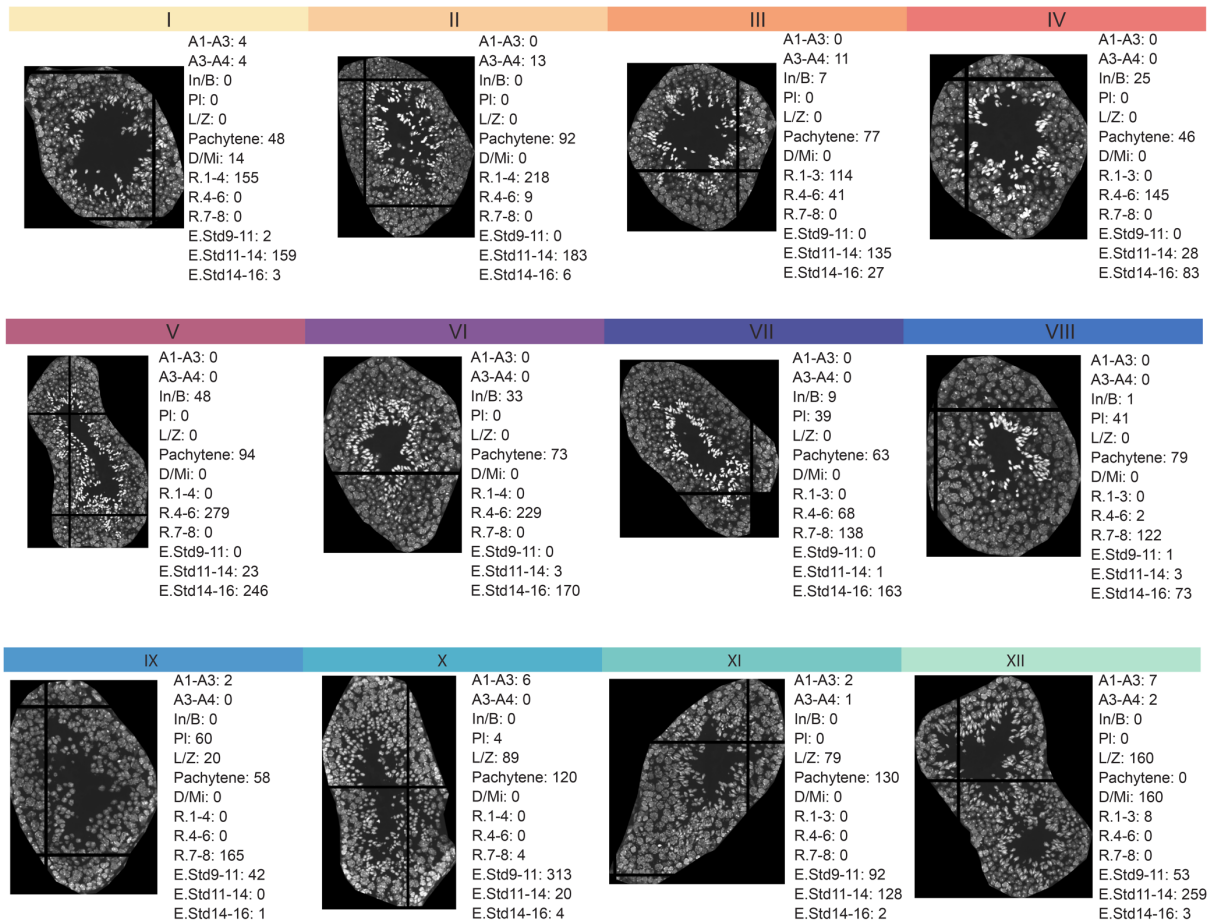 I
II
III
IV
A1-A3: 4
A3-A4: 4
In/B: 0
Pl: 0
L/Z: 0
Pachytene: 48
D/Mi: 14
R.1-4: 155
R.4-6: 0
R.7-8: 0
E.Std9-11: 2
E.Std11-14: 159
E.Std14-16: 3
A1-A3: 0
A3-A4: 13
In/B: 0
Pl: 0
L/Z: 0
Pachytene: 92
D/Mi: 0
R.1-4: 218
R.4-6: 9
R.7-8: 0
E.Std9-11: 0
E.Std11-14: 183
E.Std14-16: 6
A1-A3: 0
A3-A4: 11
In/B: 7
Pl: 0
L/Z: 0
Pachytene: 77
D/Mi: 0
R.1-3: 114
R.4-6: 41
R.7-8: 0
E.Std9-11: 0
E.Std11-14: 135
E.Std14-16: 27
A1-A3: 0
A3-A4: 0
In/B: 25
Pl: 0
L/Z: 0
Pachytene: 46
D/Mi: 0
R.1-3: 0
R.4-6: 145
R.7-8: 0
E.Std9-11: 0
E.Std11-14: 28
E.Std14-16: 83
V
VI
VII
VIII
A1-A3: 0
A3-A4: 0
In/B: 48
Pl: 0
L/Z: 0
Pachytene: 94
D/Mi: 0
R.1-4: 0
R.4-6: 279
R.7-8: 0
E.Std9-11: 0
E.Std11-14: 23
E.Std14-16: 246
A1-A3: 0
A3-A4: 0
In/B: 33
Pl: 0
L/Z: 0
Pachytene: 73
D/Mi: 0
R.1-4: 0
R.4-6: 229
R.7-8: 0
E.Std9-11: 0
E.Std11-14: 3
E.Std14-16: 170
A1-A3: 0
A3-A4: 0
In/B: 9
Pl: 39
L/Z: 0
Pachytene: 63
D/Mi: 0
R.1-3: 0
R.4-6: 68
R.7-8: 138
E.Std9-11: 0
E.Std11-14: 1
E.Std14-16: 163
A1-A3: 0
A3-A4: 0
In/B: 1
Pl: 41
L/Z: 0
Pachytene: 79
D/Mi: 0
R.1-3: 0
R.4-6: 2
R.7-8: 122
E.Std9-11: 1
E.Std11-14: 3
E.Std14-16: 73
IX
X
XI
XII
A1-A3: 2
A3-A4: 0
In/B: 0
Pl: 60
L/Z: 20
Pachytene: 58
D/Mi: 0
R.1-4: 0
R.4-6: 0
R.7-8: 165
E.Std9-11: 42
E.Std11-14: 0
E.Std14-16: 1
A1-A3: 6
A3-A4: 0
In/B: 0
Pl: 4
L/Z: 89
Pachytene: 120
D/Mi: 0
R.1-4: 0
R.4-6: 0
R.7-8: 4
E.Std9-11: 313
E.Std11-14: 20
E.Std14-16: 4
A1-A3: 2
A3-A4: 1
In/B: 0
Pl: 0
L/Z: 79
Pachytene: 130
D/Mi: 0
R.1-3: 0
R.4-6: 0
R.7-8: 0
E.Std9-11: 92
E.Std11-14: 128
E.Std14-16: 2
A1-A3: 7
A3-A4: 2
In/B: 0
Pl: 0
L/Z: 160
Pachytene: 0
D/Mi: 160
R.1-3: 8
R.4-6: 0
R.7-8: 0
E.Std9-11: 53
E.Std11-14: 259
E.Std14-16: 3